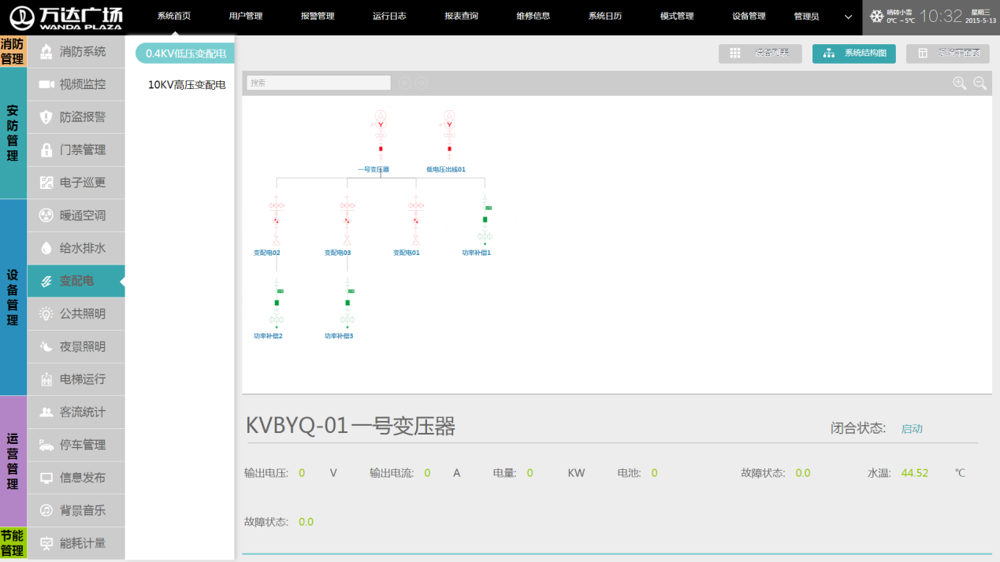 万达广场
WANDA PLAZA
系统首页 用户管理 报警管理 运行日志 报表查询 维修信息 系统日历 模式管理 设备管理 管理员
晴转小雪
0℃ ~ 5℃
10:32
星期三
2015-5-13
消防管理
安防管理
设备管理
运营管理
节能管理
消防系统
视频监控
防盗报警
门禁管理
电子巡更
暖通空调
给水排水
变配电
公共照明
夜景照明
电梯运行
客流统计
停车管理
信息发布
背景音乐
能耗计量
0.4KV低压变配电
10KV高压变配电
设备列表 系统结构图 系统平面图
搜索
一号变压器 低电压出线01
变配电02 变配电03 变配电01 功率补偿1
功率补偿2 功率补偿3
KVBYQ-01一号变压器
闭合状态: 启动
输出电压: 0 V 输出电流: 0 A 电量: 0 KW 电池: 0 故障状态: 0.0 水温: 44.52 ℃
故障状态: 0.0